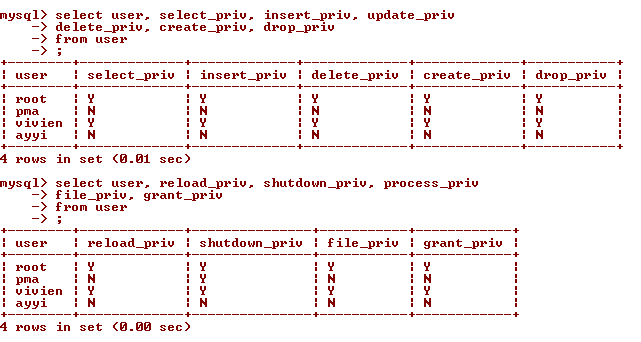 mysql> select user, select_priv, insert_priv, update_priv
    -> delete_priv, create_priv, drop_priv
    -> from user
    -> ;
+--------+-------------+-------------+-------------+-------------+-----------+
| user   | select_priv | insert_priv | delete_priv | create_priv | drop_priv |
+--------+-------------+-------------+-------------+-------------+-----------+
| root   | Y           | Y           | Y           | Y           | Y         |
| pma    | N           | N           | N           | N           | N         |
| vivien | Y           | Y           | Y           | Y           | Y         |
| ayyi   | N           | N           | N           | N           | N         |
+--------+-------------+-------------+-------------+-------------+-----------+
4 rows in set (0.01 sec)
mysql> select user, reload_priv, shutdown_priv, process_priv
    -> file_priv, grant_priv
    -> from user
    -> ;
+--------+-------------+---------------+-----------+------------+
| user   | reload_priv | shutdown_priv | file_priv | grant_priv |
+--------+-------------+---------------+-----------+------------+
| root   | Y           | Y             | Y         | Y          |
| pma    | N           | Y             | N         | N          |
| vivien | Y           | Y             | Y         | Y          |
| ayyi   | N           | N             | N         | N          |
+--------+-------------+---------------+-----------+------------+
4 rows in set (0.00 sec)